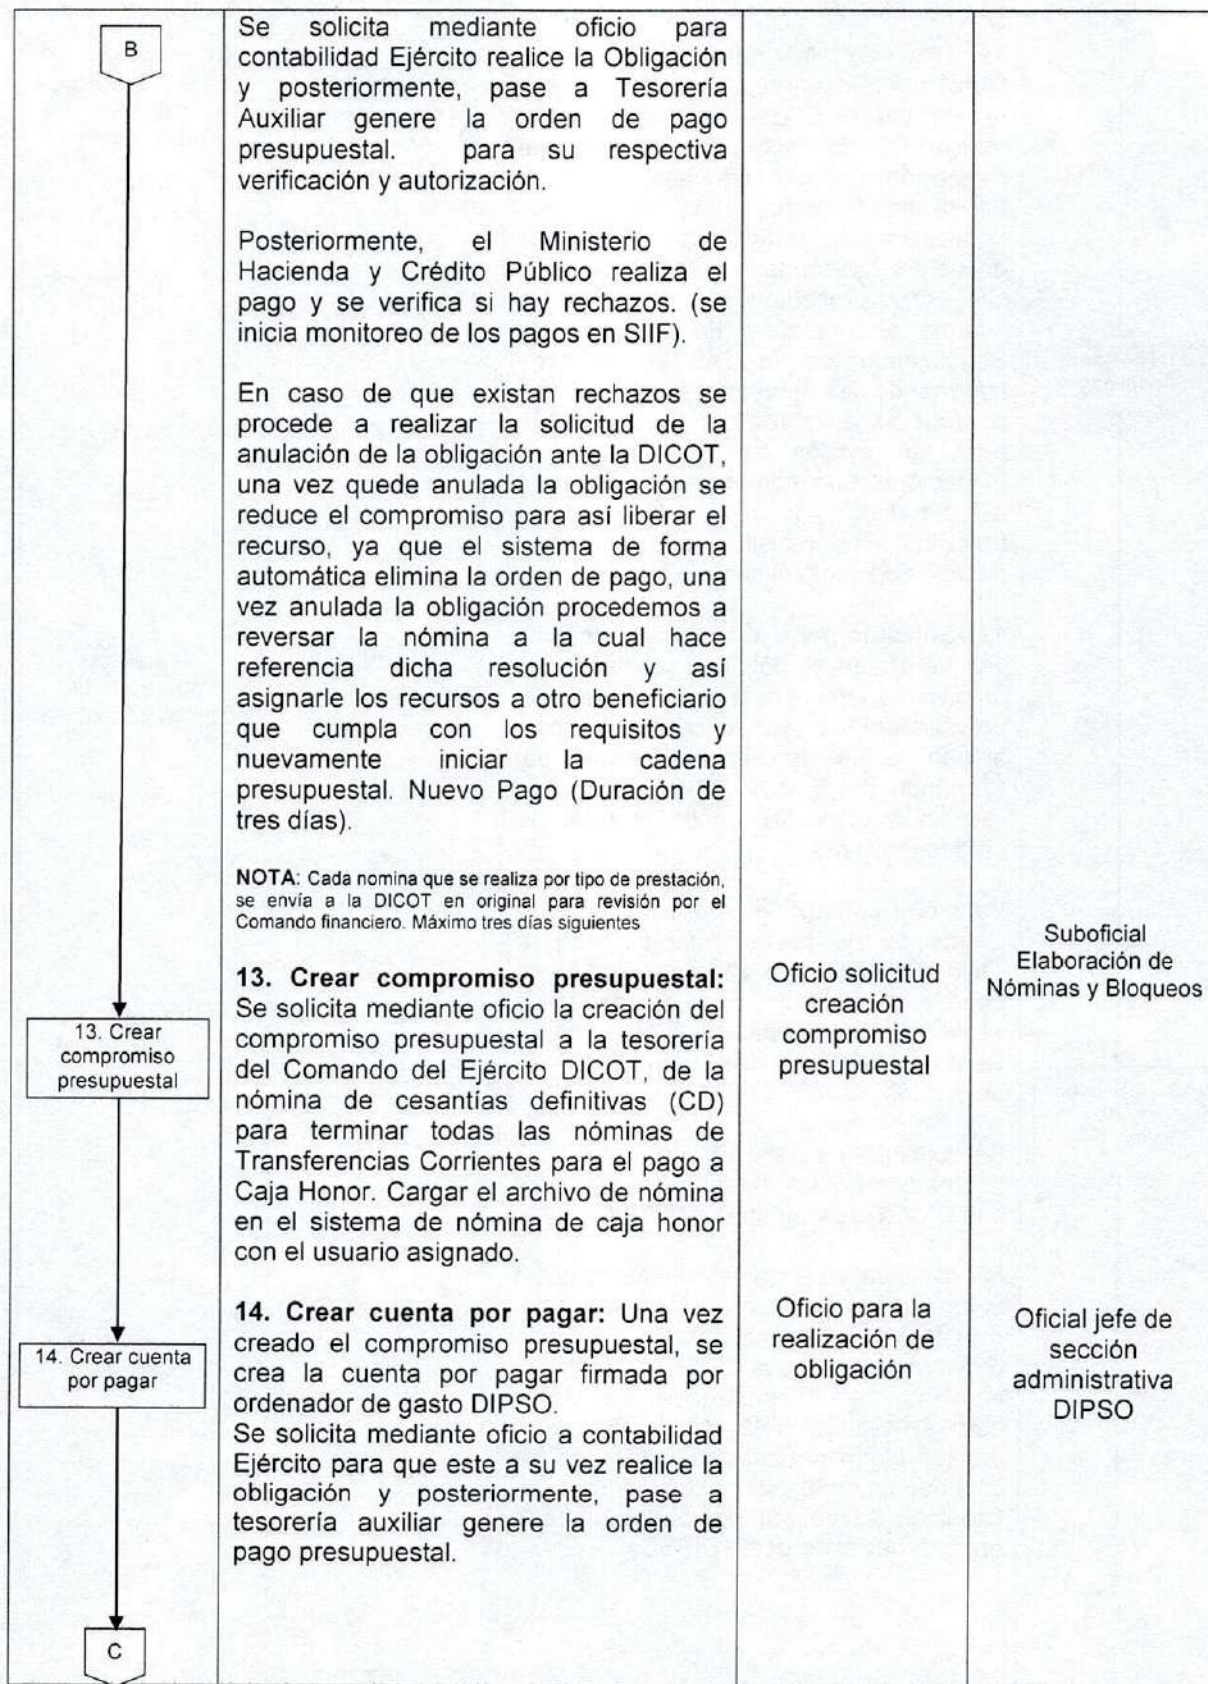 B
Se solicita mediante oficio para
contabilidad Ejército realice la Obligación
y posteriormente, pase a Tesorería
Auxiliar genere la orden de pago
presupuestal. para su respectiva
verificación y autorización.
Posteriormente, el Ministerio de
Hacienda y Crédito Público realiza el
pago y se verifica si hay rechazos. (se
inicia monitoreo de los pagos en SIIF).
En caso de que existan rechazos se
procede a realizar la solicitud de la
anulación de la obligación ante la DICOT,
una vez quede anulada la obligación se
reduce el compromiso para así liberar el
recurso, ya que el sistema de forma
automática elimina la orden de pago, una
vez anulada la obligación procedemos a
reversar la nómina a la cual hace
referencia dicha resolución y así
asignarle los recursos a otro beneficiario
que cumpla con los requisitos y
nuevamente iniciar la cadena
presupuestal. Nuevo Pago (Duración de
tres días).
NOTA: Cada nomina que se realiza por tipo de prestación,
se envía a la DICOT en original para revisión por el
Comando financiero. Máximo tres días siguientes
13. Crear
compromiso
presupuestal
13. Crear compromiso presupuestal:
Se solicita mediante oficio la creación del
compromiso presupuestal a la tesorería
del Comando del Ejército DICOT, de la
nómina de cesantías definitivas (CD)
para terminar todas las nóminas de
Transferencias Corrientes para el pago a
Caja Honor. Cargar el archivo de nómina
en el sistema de nómina de caja honor
con el usuario asignado.
Oficio solicitud
creación
compromiso
presupuestal
Suboficial
Elaboración de
Nóminas y Bloqueos
14. Crear cuenta
por pagar
14. Crear cuenta por pagar: Una vez
creado el compromiso presupuestal, se
crea la cuenta por pagar firmada por
ordenador de gasto DIPSO.
Se solicita mediante oficio a contabilidad
Ejército para que este a su vez realice la
obligación y posteriormente, pase a
tesorería auxiliar genere la orden de
pago presupuestal.
Oficio para la
realización de
obligación
Oficial jefe de
sección
administrativa
DIPSO
C